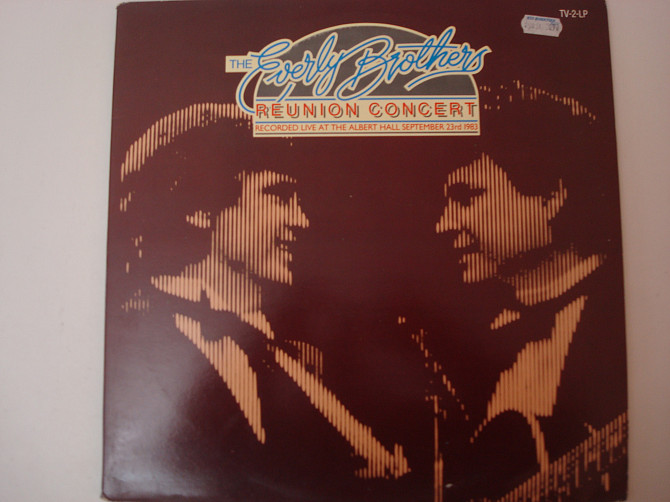 TV-2-LP
THE Everly Brothers
REUNION CONCERT
RECORDED LIVE AT THE ALBERT HALL SEPTEMBER 23rd 1983